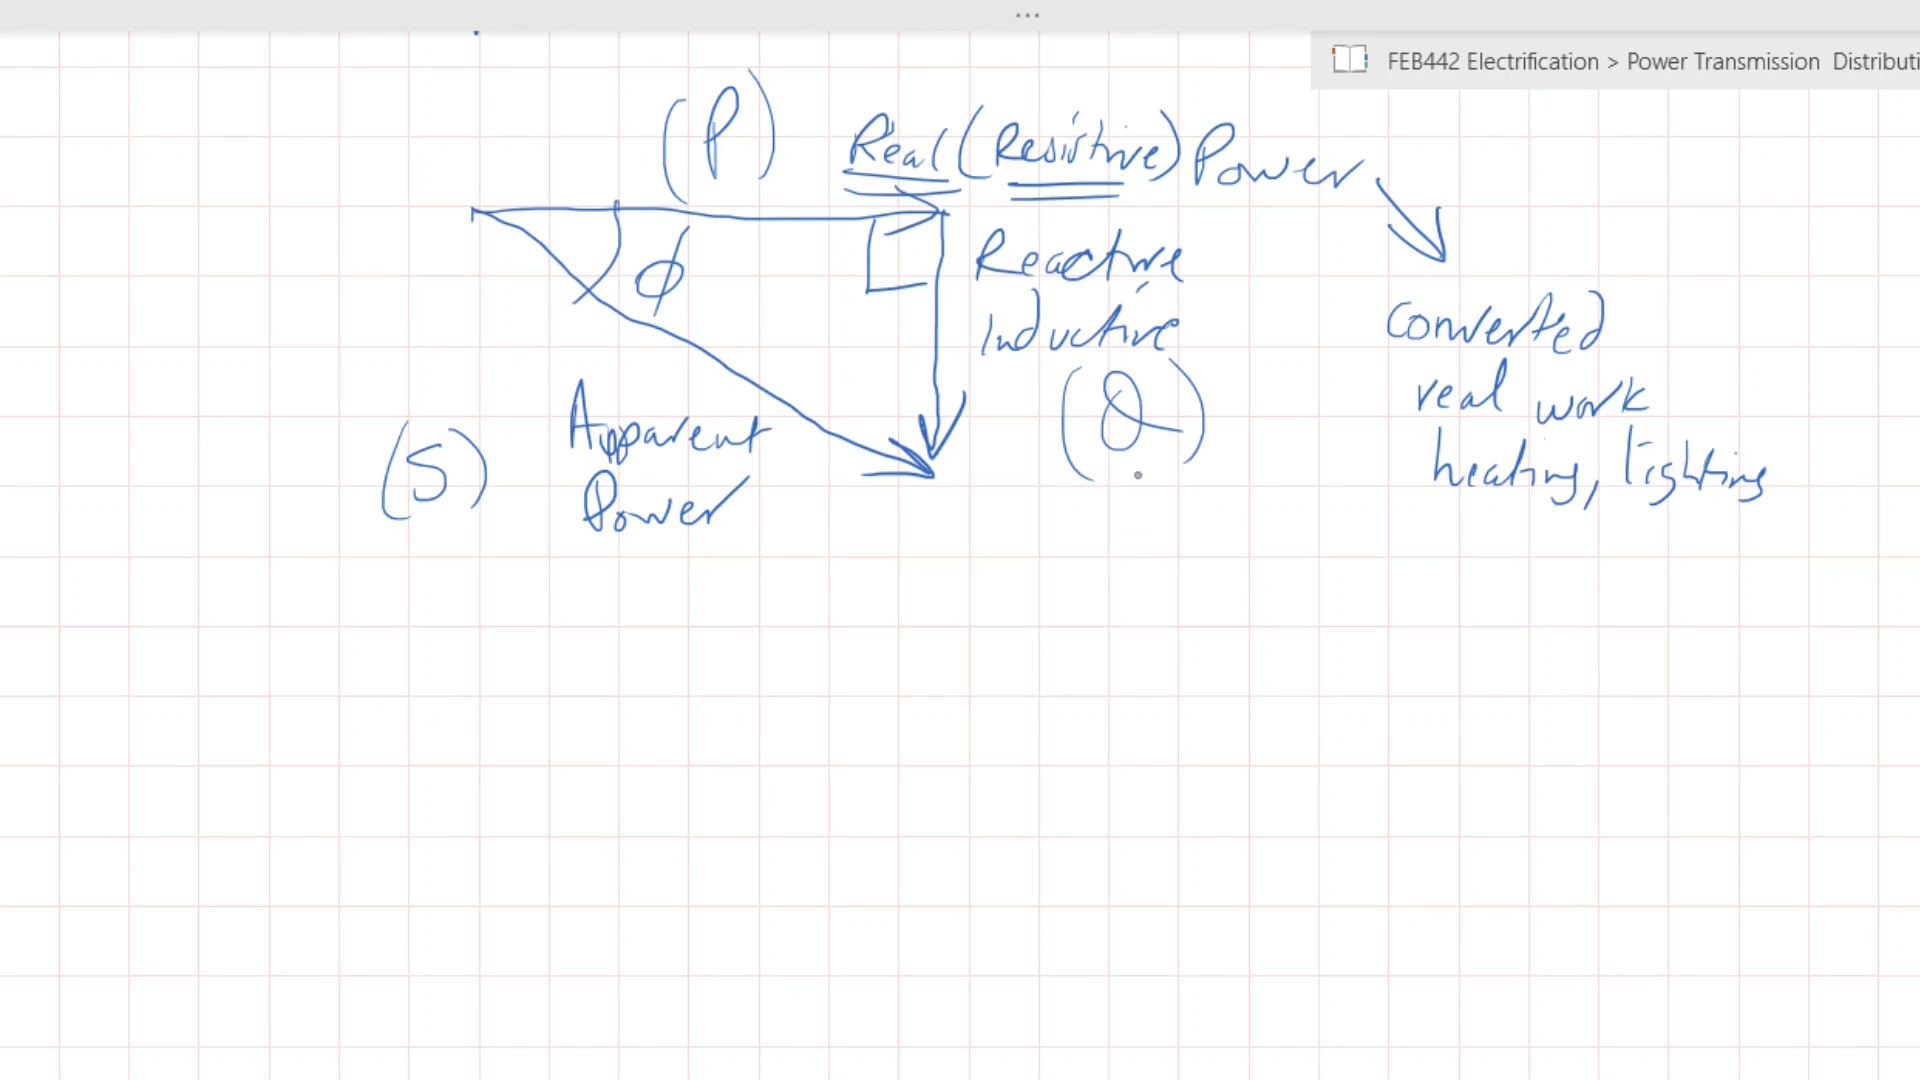 ...
FEB442 Electrification > Power Transmission Distributi
(P) Real (Resistive) Power
φ
Reactive
Inductive
(Q)
(S) Apparent
Power
Converted
real work
heating, lighting